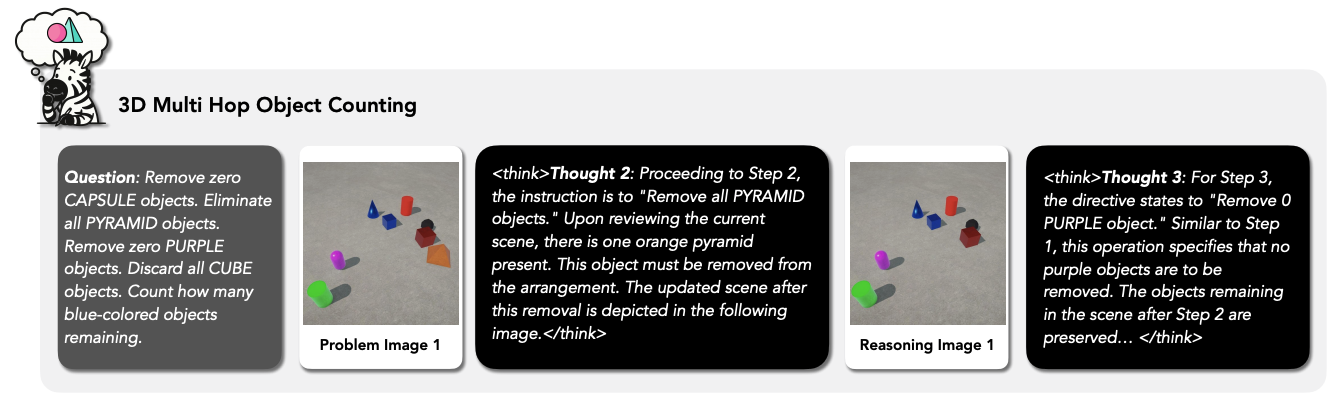 3D Multi Hop Object Counting
Question: Remove zero
CAPSULE objects. Eliminate
all PYRAMID objects.
Remove zero PURPLE
objects. Discard all CUBE
objects. Count how many
blue-colored objects
remaining.
Problem Image 1
<think>Thought 2: Proceeding to Step 2,
the instruction is to "Remove all PYRAMID
objects." Upon reviewing the current
scene, there is one orange pyramid
present. This object must be removed from
the arrangement. The updated scene after
this removal is depicted in the following
image.</think>
Reasoning Image 1
<think>Thought 3: For Step 3,
the directive states to "Remove 0
PURPLE object." Similar to Step
1, this operation specifies that no
purple objects are to be
removed. The objects remaining
in the scene after Step 2 are
preserved… </think>